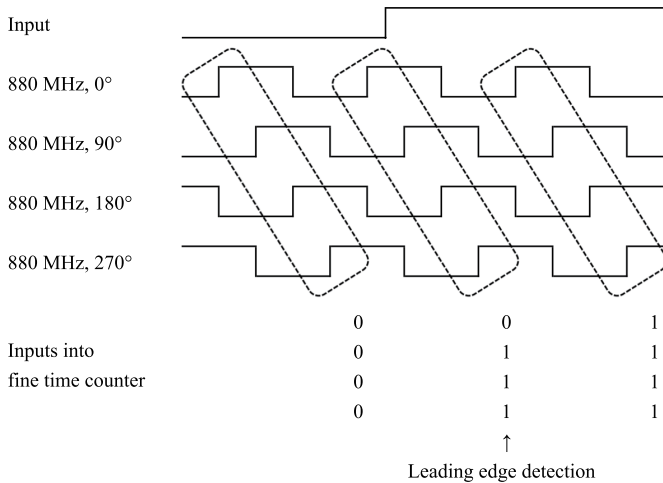 Input
880 MHz, 0°
880 MHz, 90°
880 MHz, 180°
880 MHz, 270°
0 0 1
Inputs into 0 1 1
fine time counter 0 1 1
0 1 1
↑
Leading edge detection